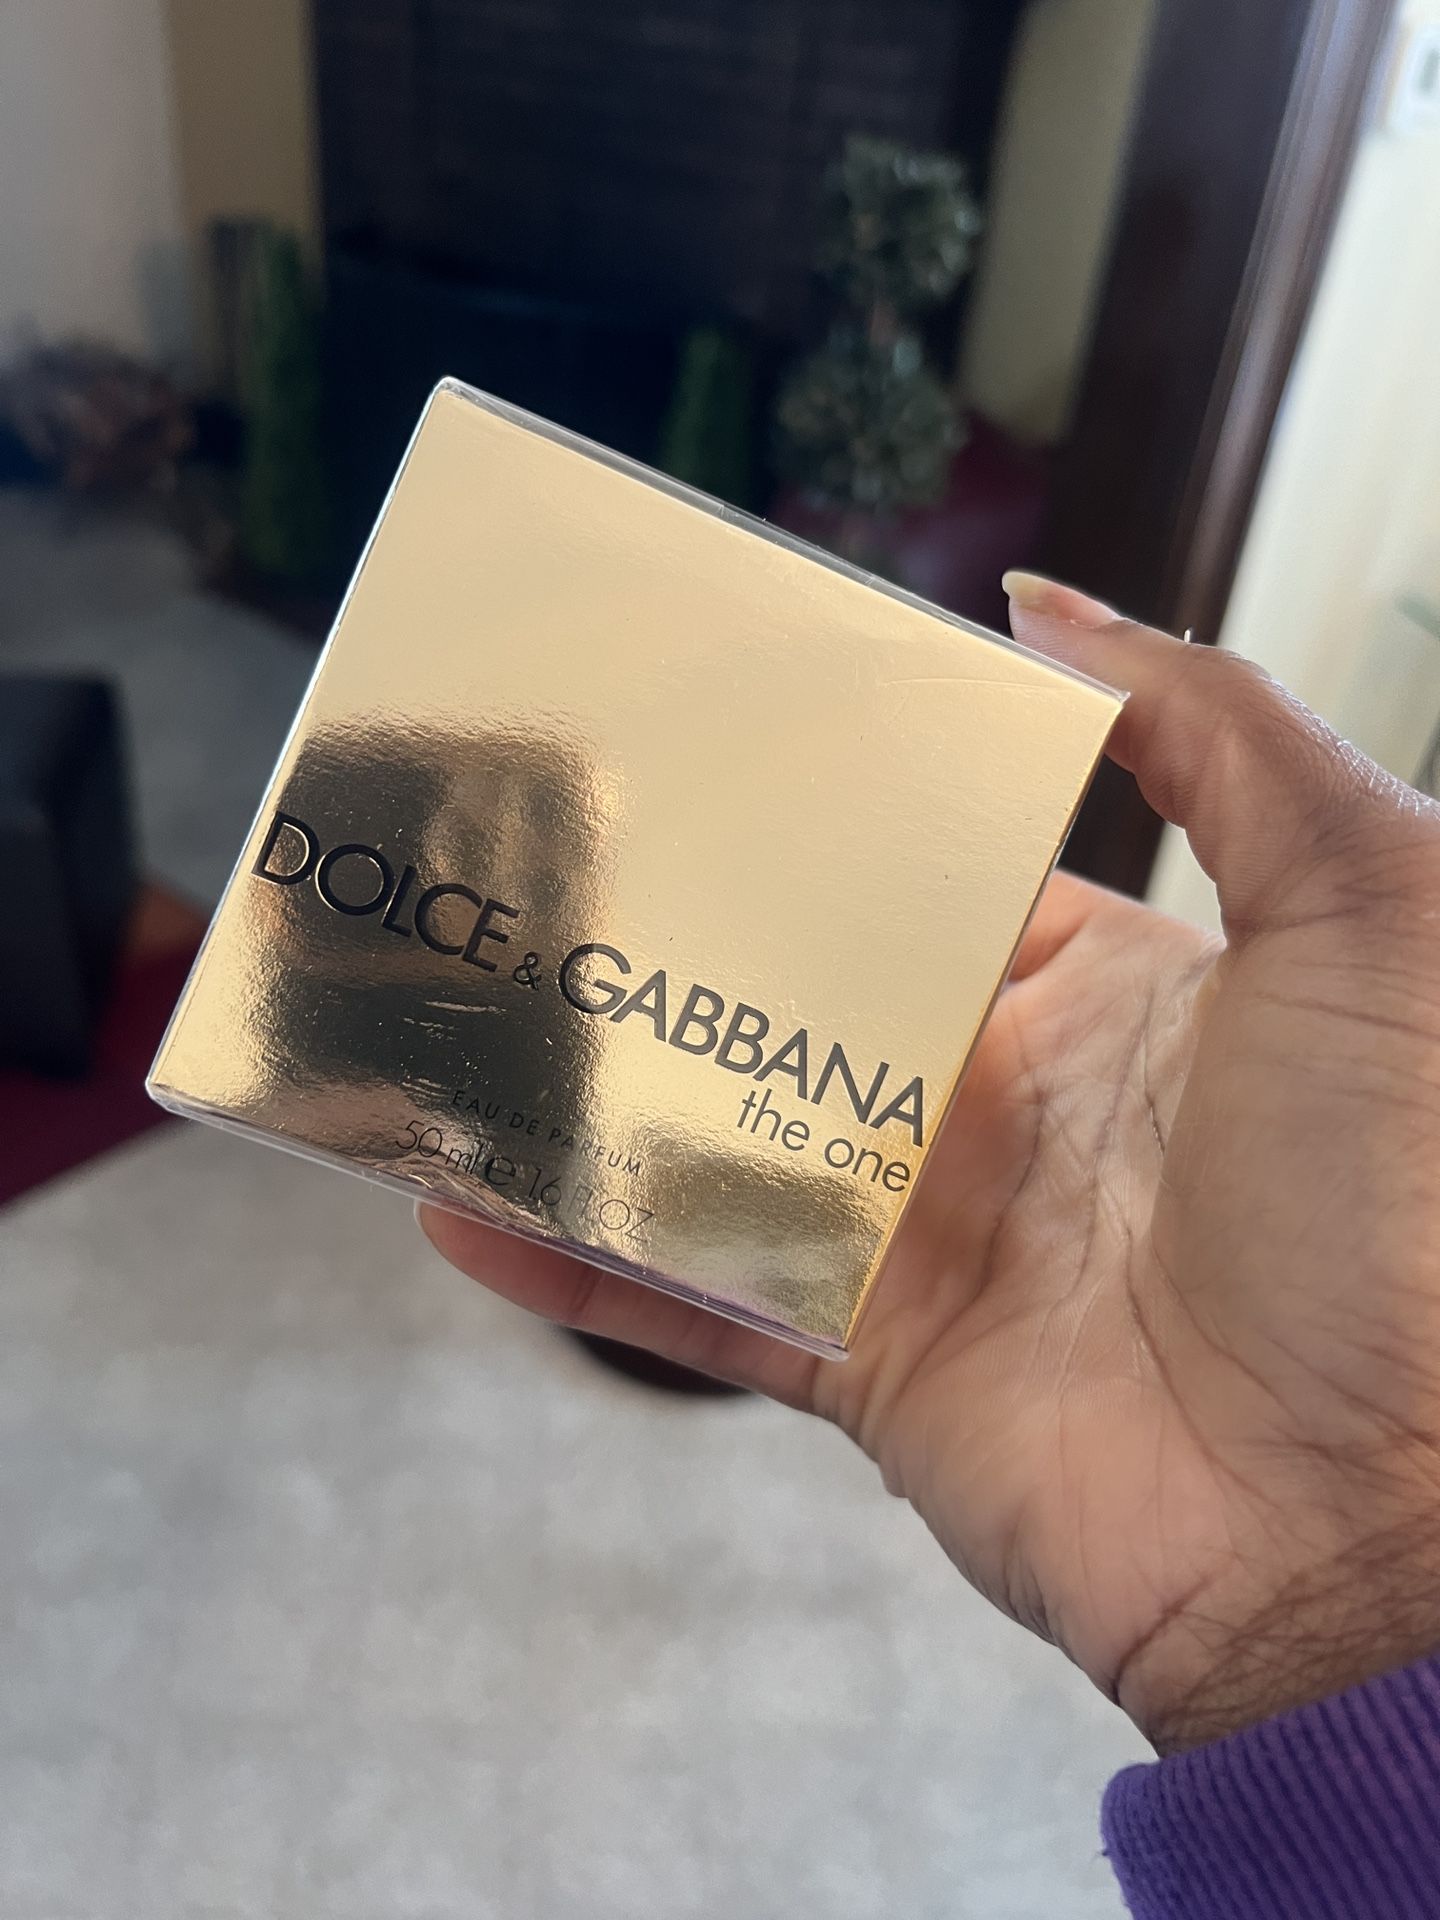 DOLCE & GABBANA
the one
EAU DE PARFUM
50 ml e 1.6 FL.OZ